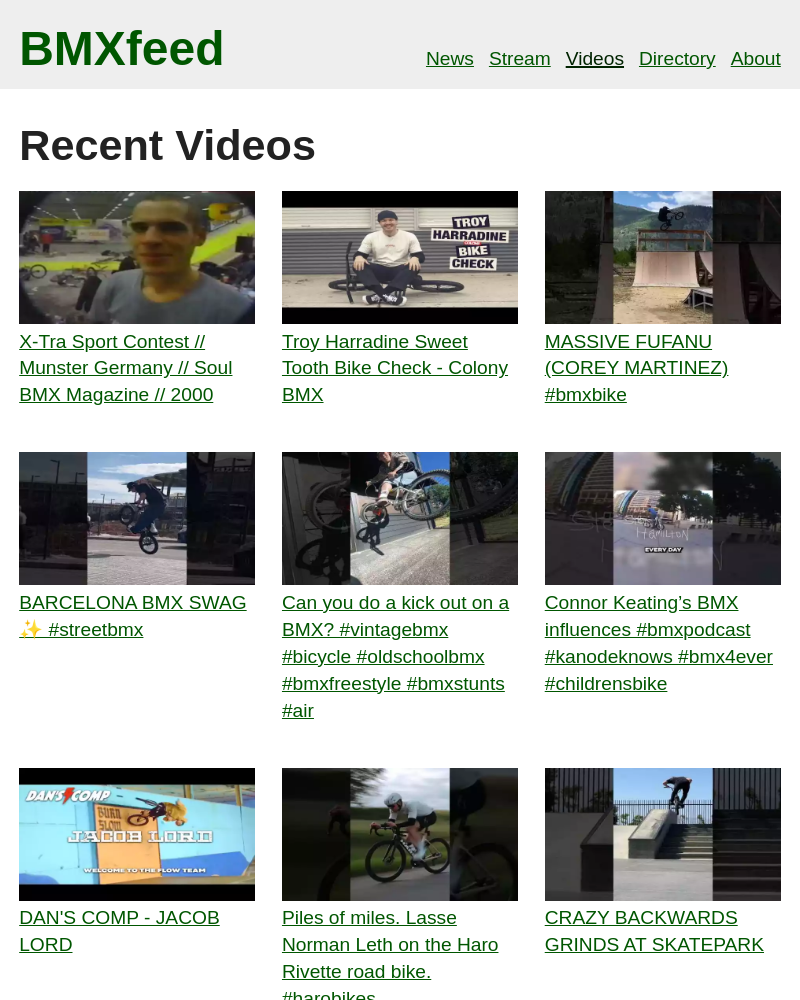 BMXfeed
News Stream Videos Directory About
Recent Videos
TROY
HARRADINE
BIKE
CHECK
X-Tra Sport Contest //
Munster Germany // Soul
BMX Magazine // 2000
Troy Harradine Sweet
Tooth Bike Check - Colony
BMX
MASSIVE FUFANU
(COREY MARTINEZ)
#bmxbike
HAMILTON
EVERY DAY
BARCELONA BMX SWAG
✨ #streetbmx
Can you do a kick out on a
BMX? #vintagebmx
#bicycle #oldschoolbmx
#bmxfreestyle #bmxstunts
#air
Connor Keating’s BMX
influences #bmxpodcast
#kanodeknows #bmx4ever
#childrensbike
DAN'S COMP
BURN
SLOW
JACOB LORD
WELCOME TO THE FLOW TEAM
DAN'S COMP - JACOB
LORD
Piles of miles. Lasse
Norman Leth on the Haro
Rivette road bike.
#harobikes
CRAZY BACKWARDS
GRINDS AT SKATEPARK